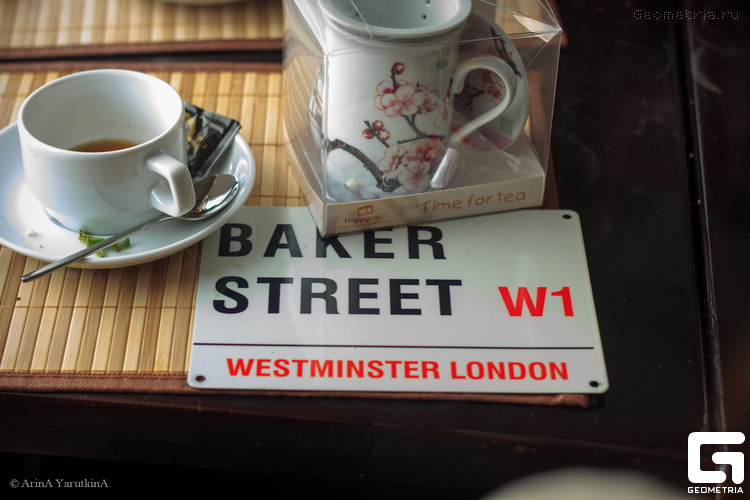 Geometria.ru
Time for tea
BAKER
STREET W1
WESTMINSTER LONDON
© ArinA YarutkinA
GEOMETRIA